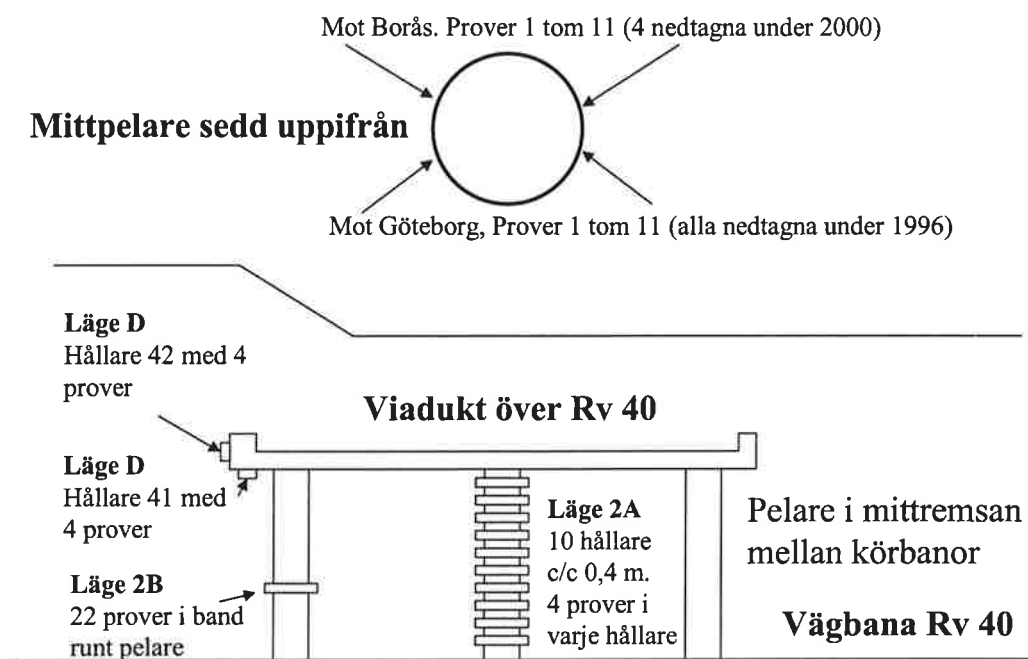 Mot Borås. Prover 1 tom 11 (4 nedtagna under 2000)
Mittpelare sedd uppifrån
Mot Göteborg, Prover 1 tom 11 (alla nedtagna under 1996)
Läge D
Hållare 42 med 4
prover
Viadukt över Rv 40
Läge D
Hållare 41 med
4 prover
Läge 2A
10 hållare
c/c 0,4 m.
4 prover i
varje hållare
Pelare i mittremsan
mellan körbanor
Läge 2B
22 prover i band
runt pelare
Vägbana Rv 40